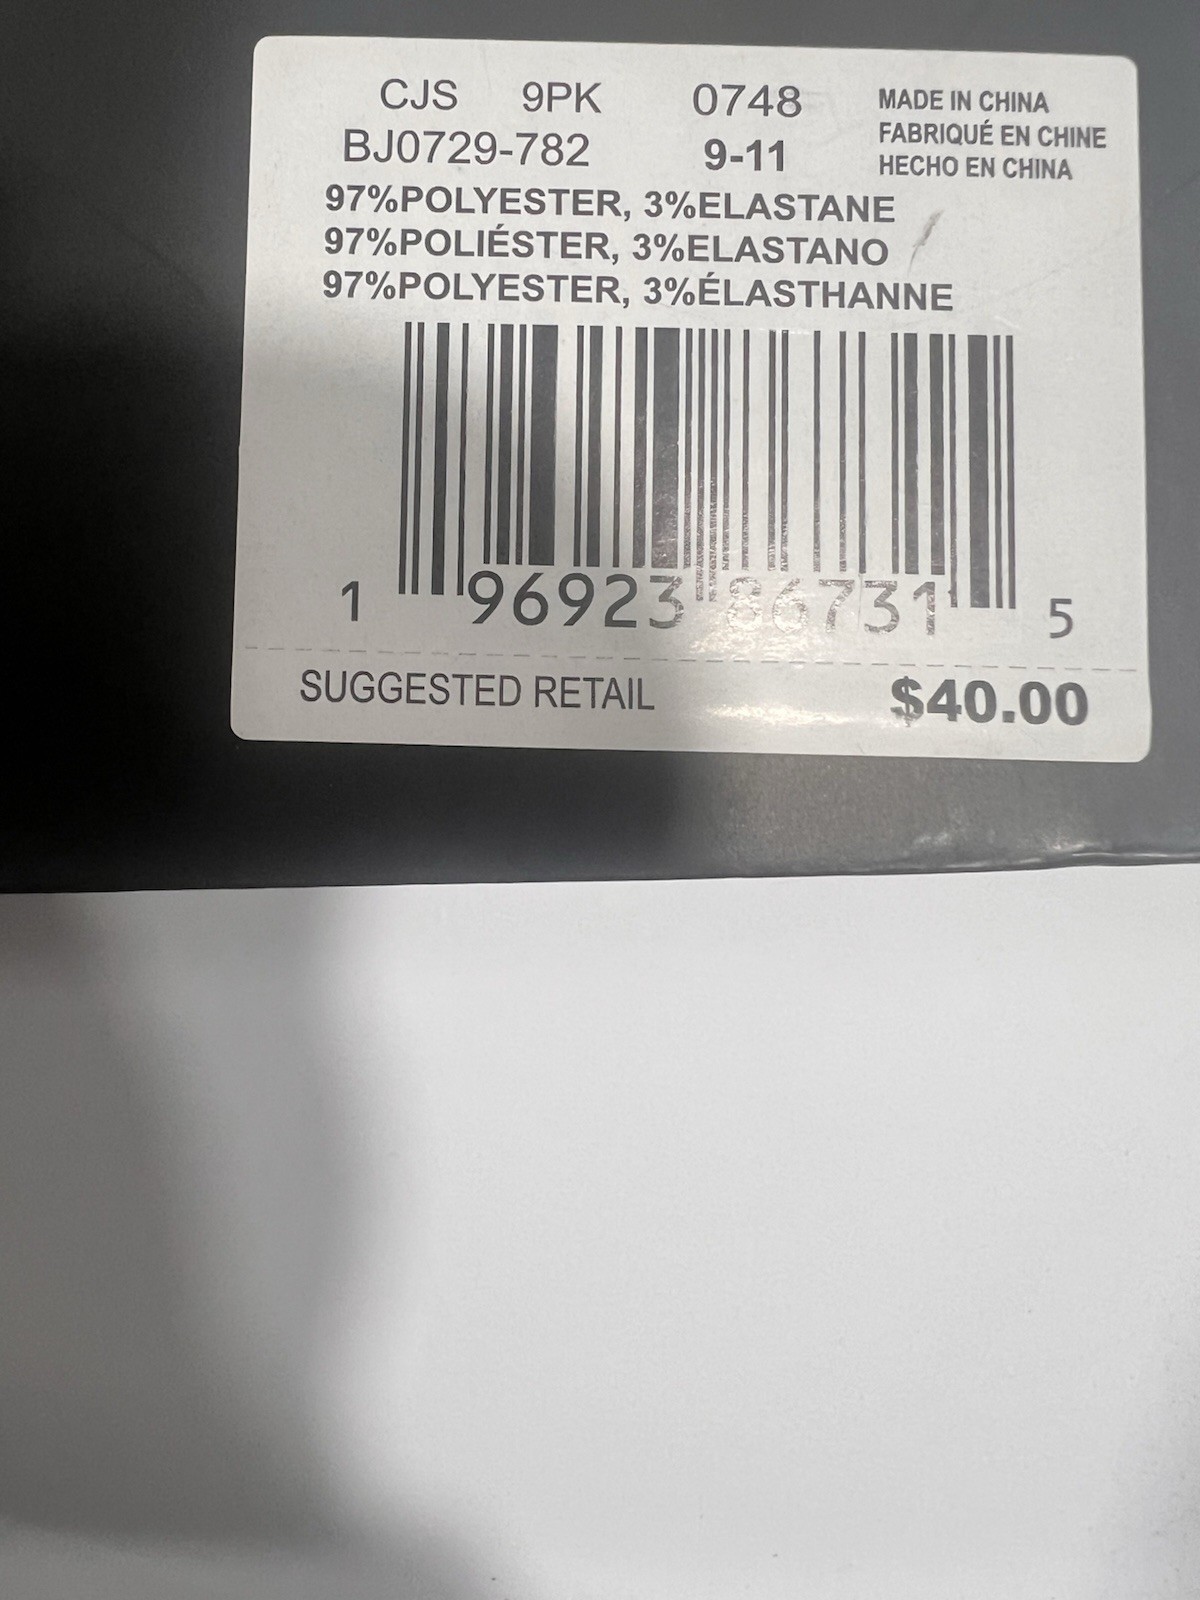 CJS 9PK 0748
BJ0729-782 9-11
MADE IN CHINA
FABRIQUÉ EN CHINE
HECHO EN CHINA
97%POLYESTER, 3%ELASTANE
97%POLIÉSTER, 3%ELASTANO
97%POLYESTER, 3%ÉLASTHANNE
1 96923 86731 5
SUGGESTED RETAIL $40.00